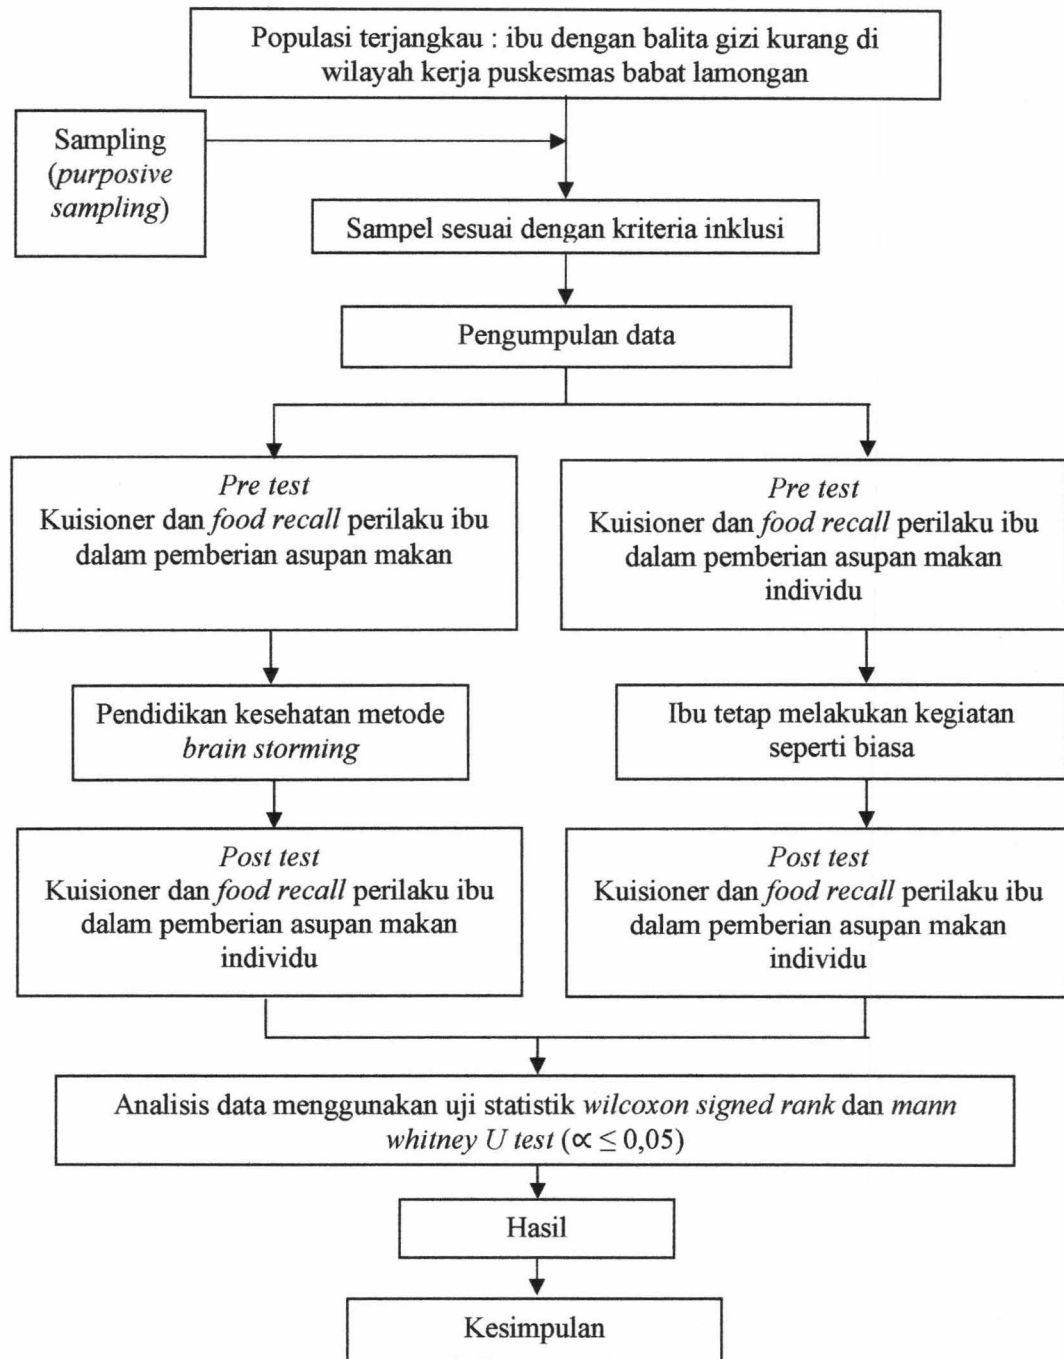 Populasi terjangkau : ibu dengan balita gizi kurang di
wilayah kerja puskesmas babat lamongan
Sampling
(purposive
sampling)
Sampel sesuai dengan kriteria inklusi
Pengumpulan data
Pre test
Kuisioner dan food recall perilaku ibu
dalam pemberian asupan makan
Pre test
Kuisioner dan food recall perilaku ibu
dalam pemberian asupan makan
individu
Pendidikan kesehatan metode
brain storming
Ibu tetap melakukan kegiatan
seperti biasa
Post test
Kuisioner dan food recall perilaku ibu
dalam pemberian asupan makan
individu
Post test
Kuisioner dan food recall perilaku ibu
dalam pemberian asupan makan
individu
Analisis data menggunakan uji statistik wilcoxon signed rank dan mann
whitney U test (∝ ≤ 0,05)
Hasil
Kesimpulan